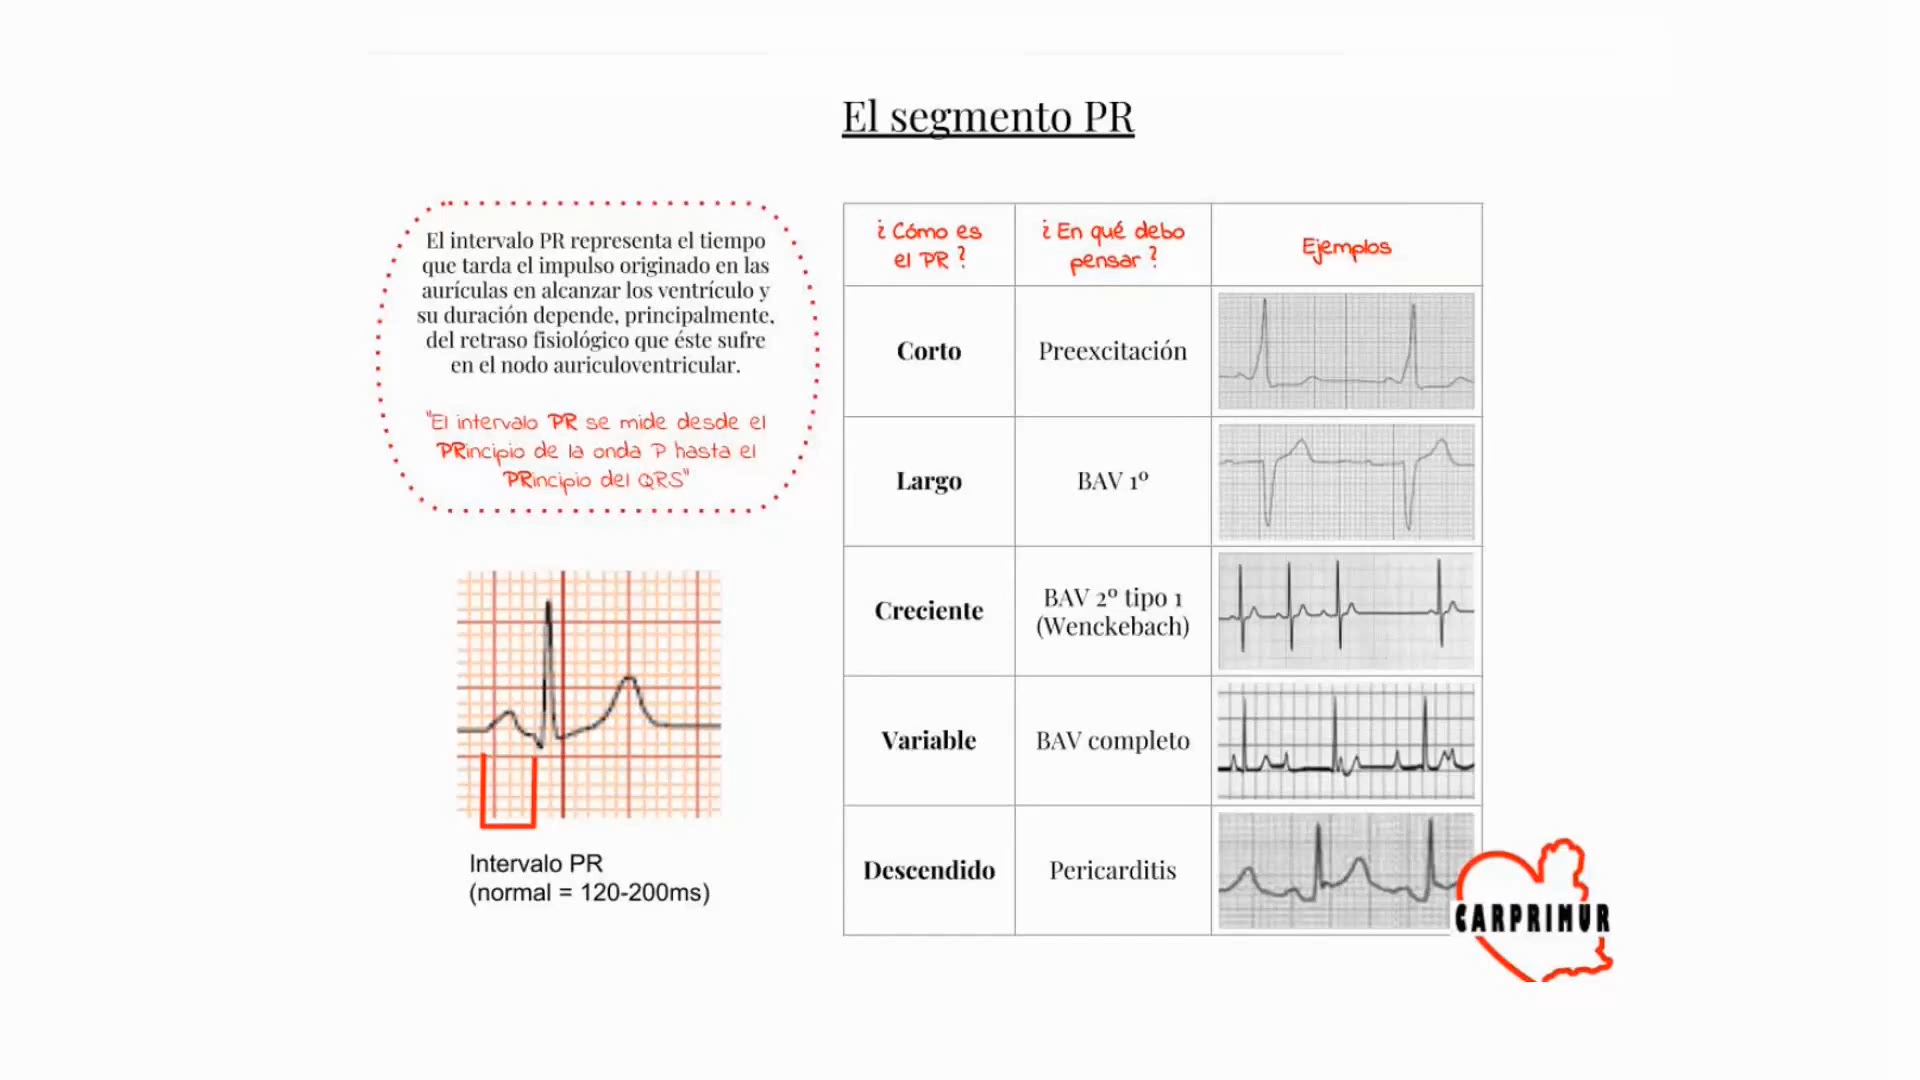 El segmento PR
El intervalo PR representa el tiempo
que tarda el impulso originado en las
aurículas en alcanzar los ventrículo y
su duración depende, principalmente,
del retraso fisiológico que éste sufre
en el nodo auriculoventricular.
"El intervalo PR se mide desde el
PRincipio de la onda P hasta el
PRincipio del QRS"
Intervalo PR
(normal = 120-200ms)
¿Cómo es
el PR?
¿En qué debo
pensar?
Ejemplos
Corto
Preexcitación
Largo
BAV 1º
Creciente
BAV 2º tipo 1
(Wenckebach)
Variable
BAV completo
Descendido
Pericarditis
CARPRIMUR